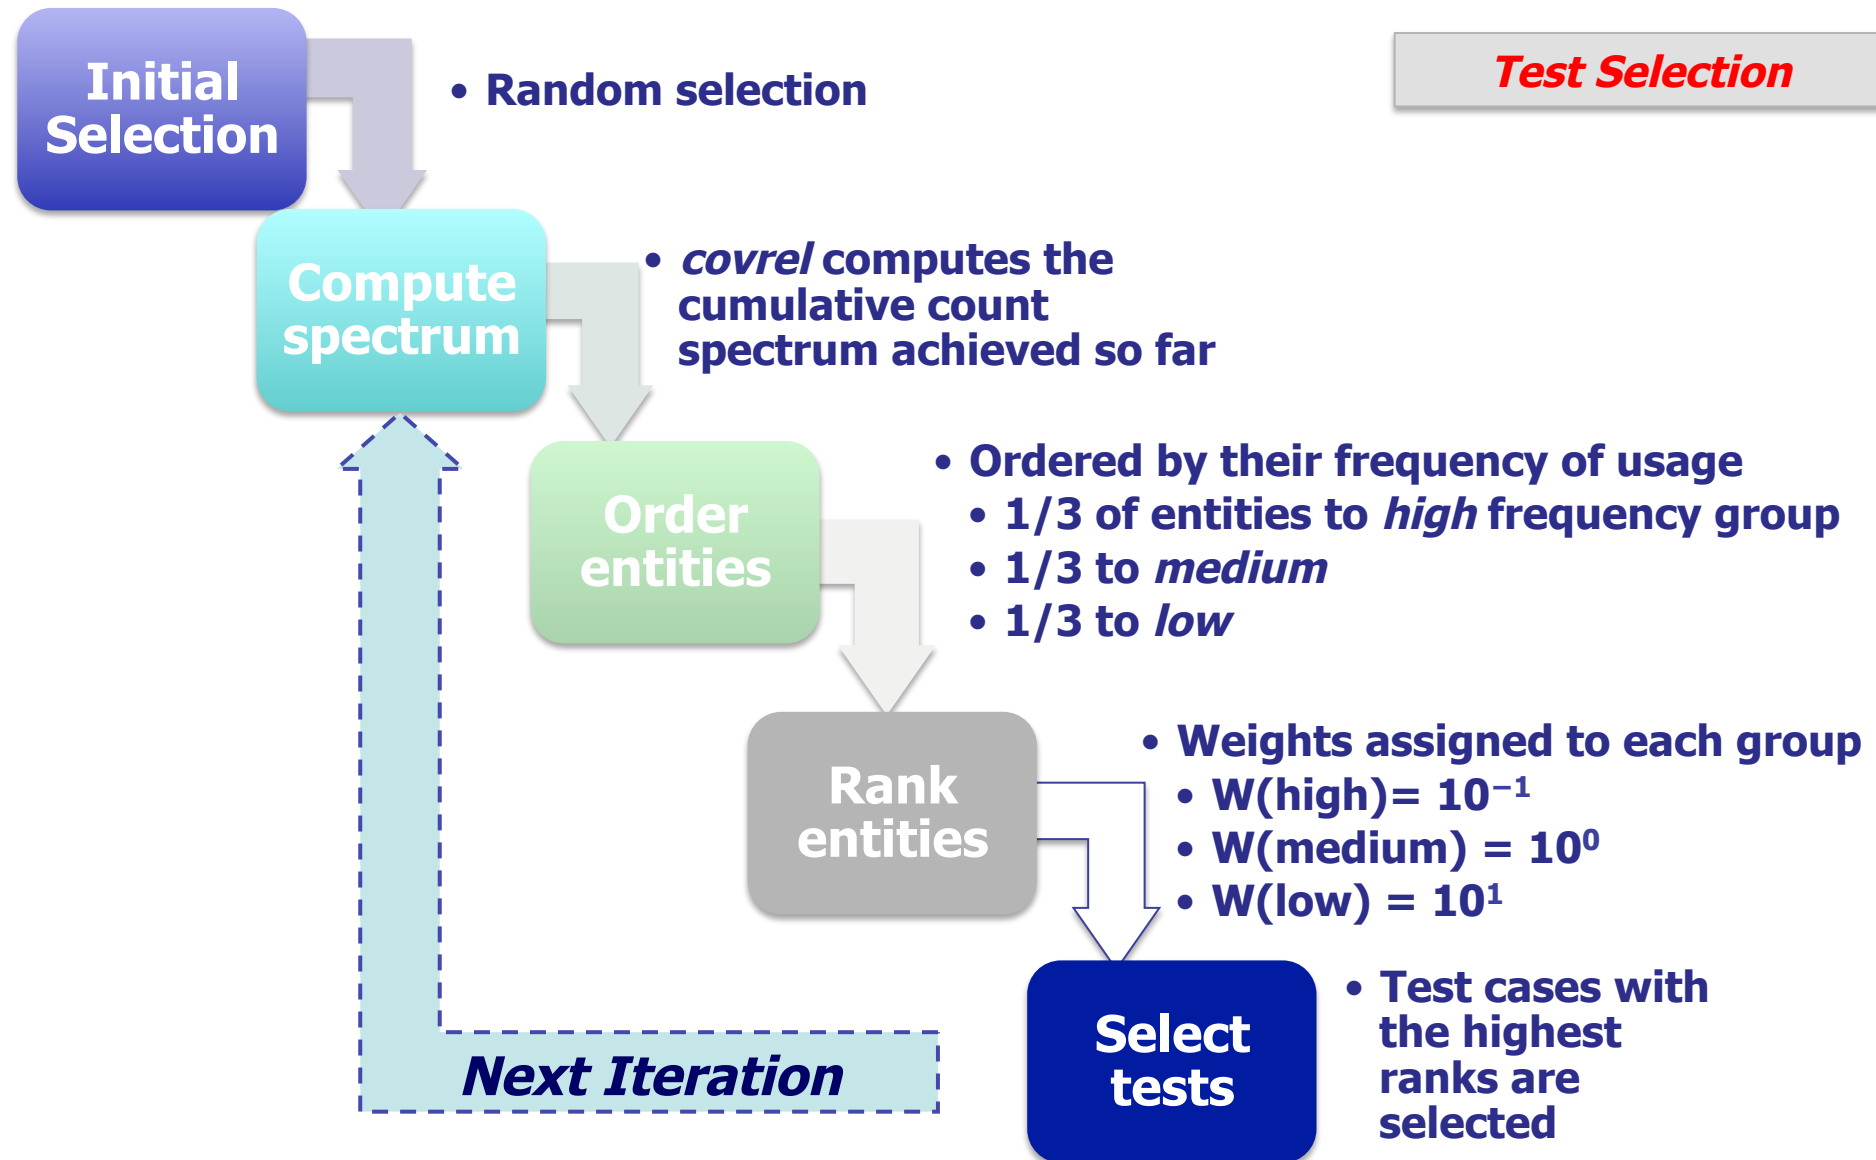 Initial
Selection
• Random selection
Test Selection
Compute
spectrum
• covrel computes the
cumulative count
spectrum achieved so far
Order
entities
• Ordered by their frequency of usage
• 1/3 of entities to high frequency group
• 1/3 to medium
• 1/3 to low
Rank
entities
• Weights assigned to each group
• W(high)= 10⁻¹
• W(medium) = 10⁰
• W(low) = 10¹
Select
tests
• Test cases with
the highest
ranks are
selected
Next Iteration